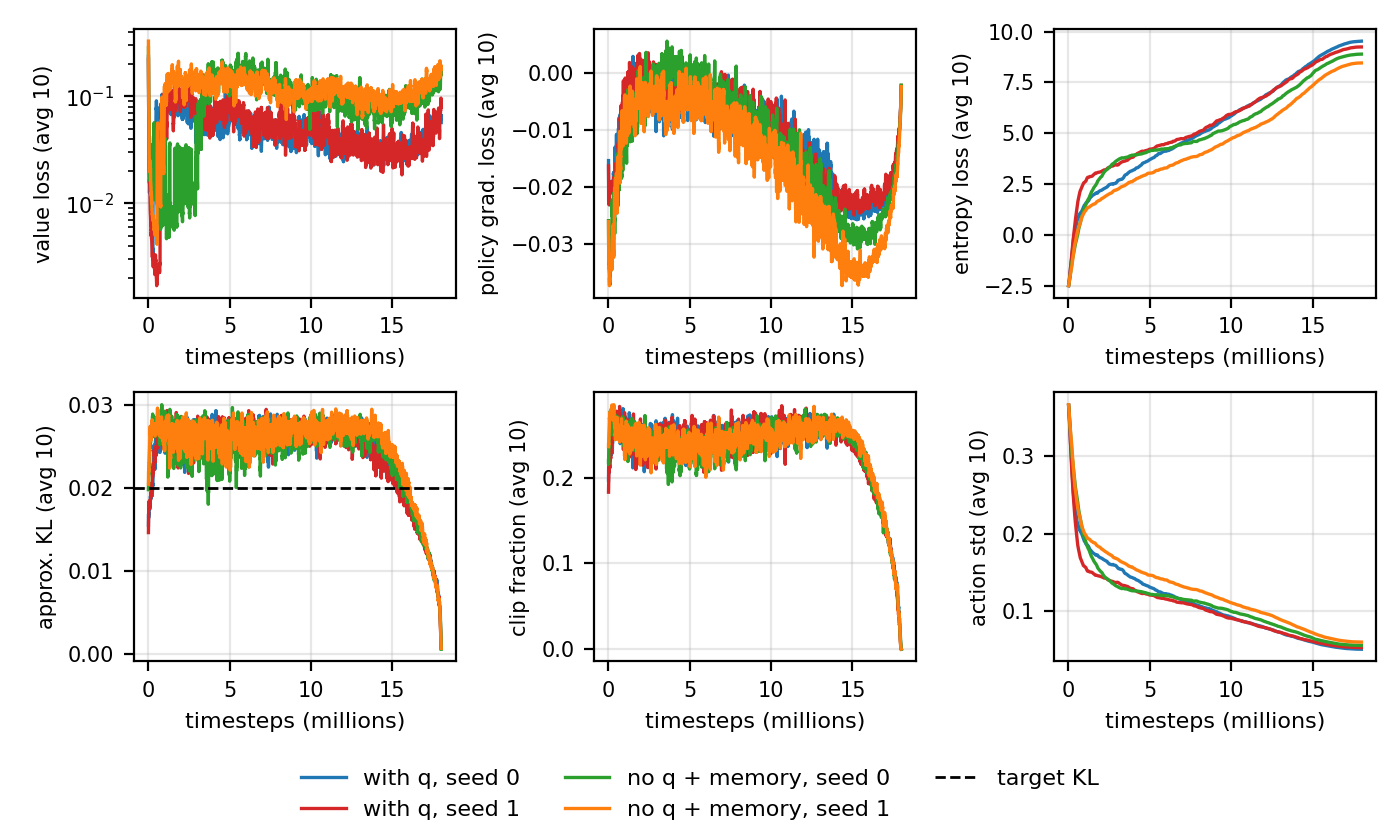 value loss (avg 10)
10⁻¹
10⁻²
0 5 10 15
timesteps (millions)
policy grad. loss (avg 10)
0.00
−0.01
−0.02
−0.03
0 5 10 15
timesteps (millions)
entropy loss (avg 10)
10.0
7.5
5.0
2.5
0.0
−2.5
0 5 10 15
timesteps (millions)
approx. KL (avg 10)
0.03
0.02
0.01
0.00
0 5 10 15
timesteps (millions)
clip fraction (avg 10)
0.2
0.1
0.0
0 5 10 15
timesteps (millions)
action std (avg 10)
0.3
0.2
0.1
0 5 10 15
timesteps (millions)
with q, seed 0
with q, seed 1
no q + memory, seed 0
no q + memory, seed 1
target KL